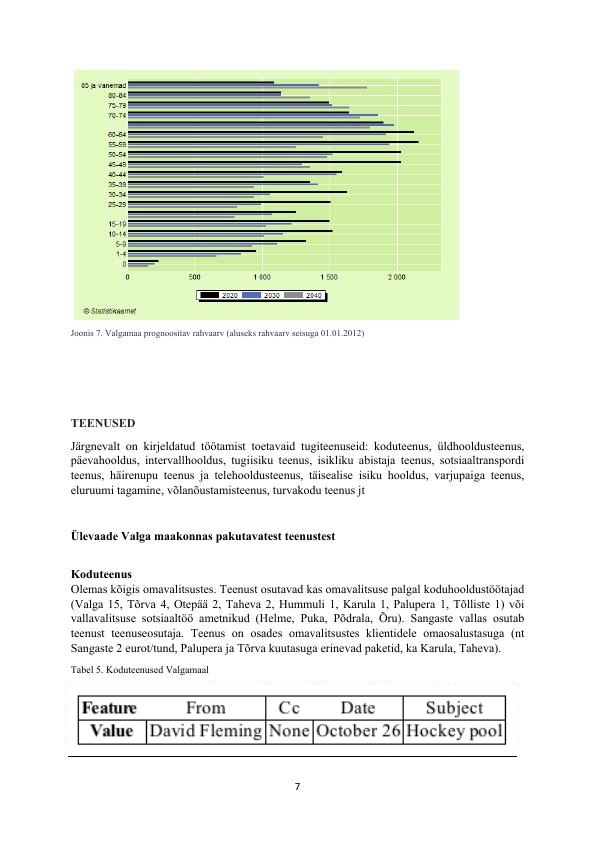 85 ja vanemad
80-84
75-79
70-74
60-64
55-59
50-54
45-49
40-44
35-39
30-34
25-29
15-19
10-14
5-9
1-4
0
0 500 1 000 1 500 2 000
2020 2030 2040
© Statistikaamet
Joonis 7. Valgamaa prognoositav rahvaarv (aluseks rahvaarv seisuga 01.01.2012)
TEENUSED
Järgnevalt on kirjeldatud töötamist toetavaid tugiteenuseid: koduteenus, üldhooldusteenus,
päevahooldus, intervallhooldus, tugiisiku teenus, isikliku abistaja teenus, sotsiaaltranspordi
teenus, häirenupu teenus ja telehooldusteenus, täisealise isiku hooldus, varjupaiga teenus,
eluruumi tagamine, võlanõustamisteenus, turvakodu teenus jt
Ülevaade Valga maakonnas pakutavatest teenustest
Koduteenus
Olemas kõigis omavalitsustes. Teenust osutavad kas omavalitsuse palgal koduhooldustöötajad
(Valga 15, Tõrva 4, Otepää 2, Taheva 2, Hummuli 1, Karula 1, Palupera 1, Tõlliste 1) või
vallavalitsuse sotsiaaltöö ametnikud (Helme, Puka, Põdrala, Õru). Sangaste vallas osutab
teenust teenuseosutaja. Teenus on osades omavalitsustes klientidele omaosalustasuga (nt
Sangaste 2 eurot/tund, Palupera ja Tõrva kuutasuga erinevad paketid, ka Karula, Taheva).
Tabel 5. Koduteenused Valgamaal
Feature From Cc Date Subject
Value David Fleming None October 26 Hockey pool
7